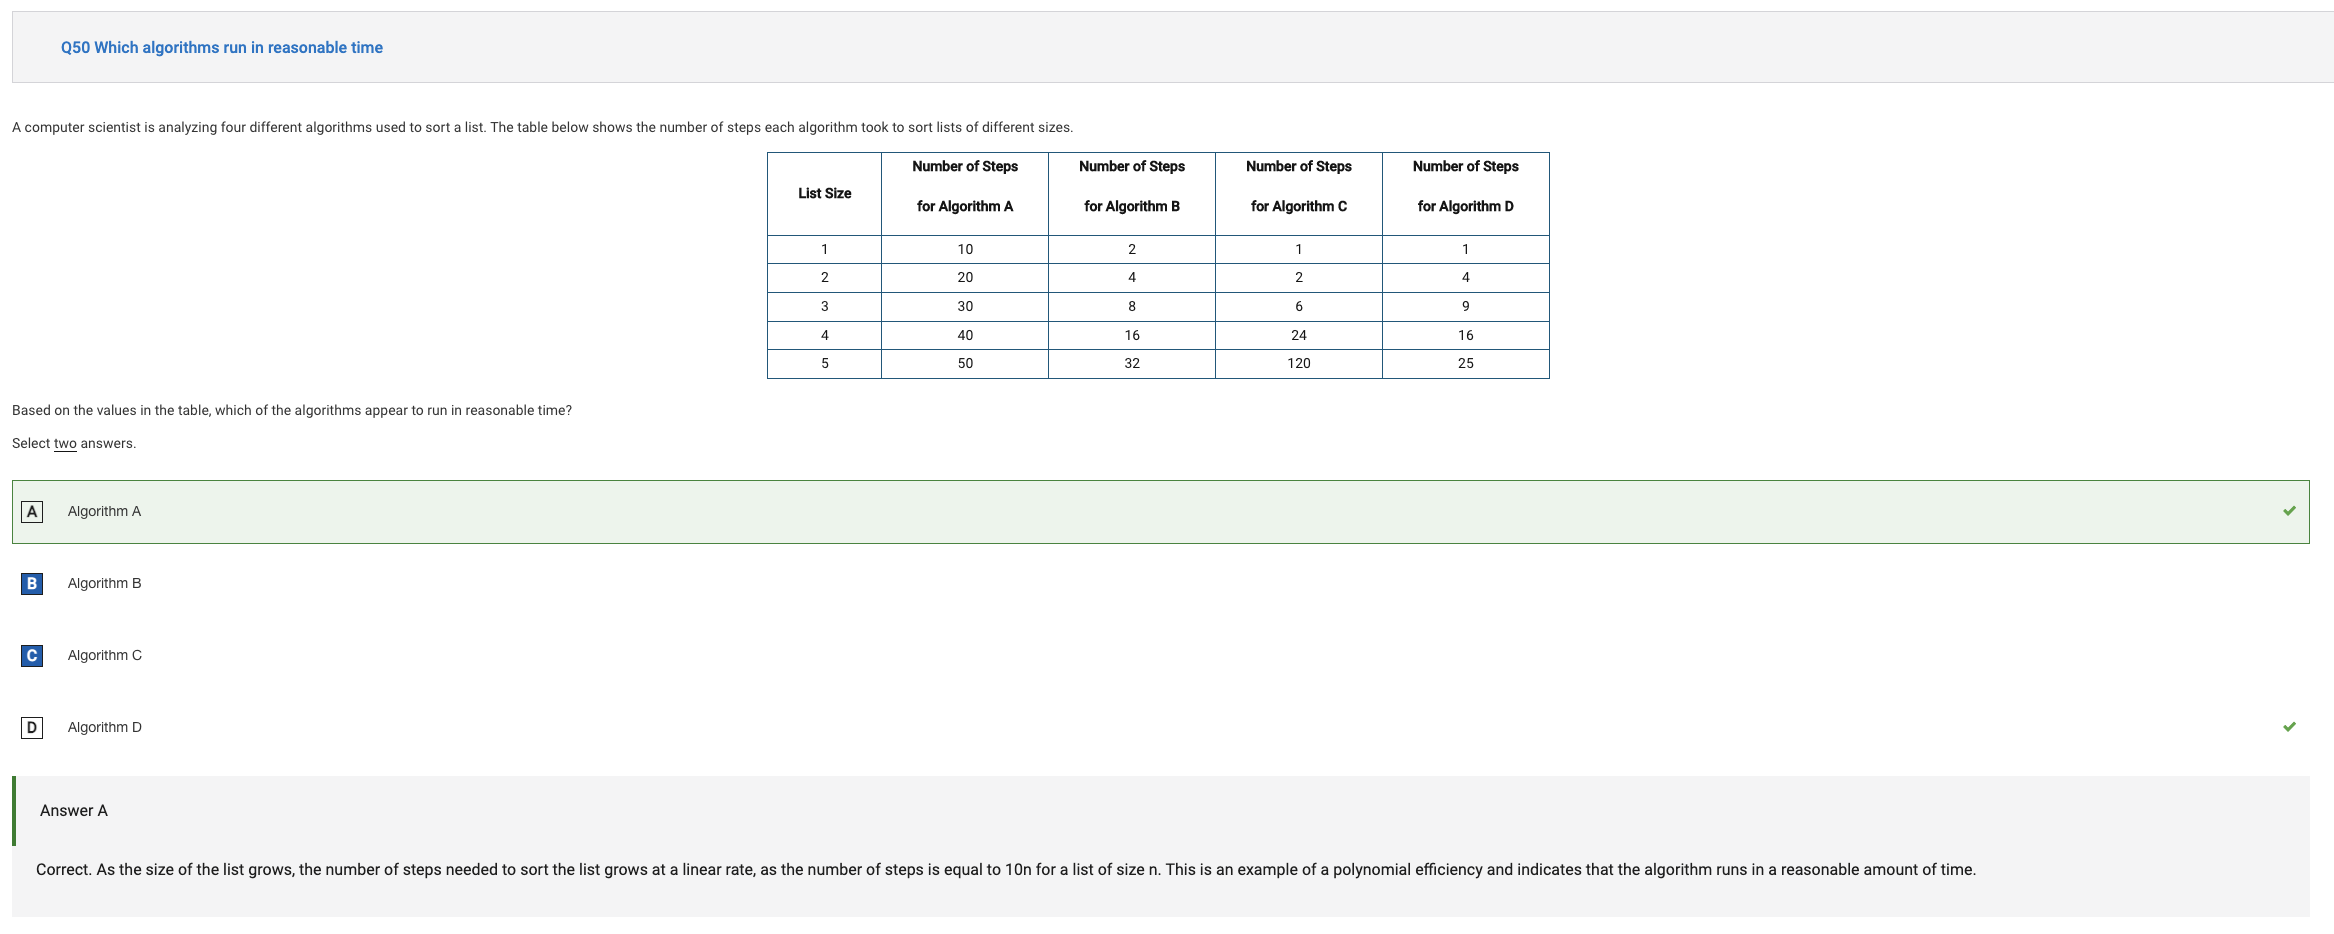 Q50 Which algorithms run in reasonable time
A computer scientist is analyzing four different algorithms used to sort a list. The table below shows the number of steps each algorithm took to sort lists of different sizes.
List Size Number of Steps for Algorithm A Number of Steps for Algorithm B Number of Steps for Algorithm C Number of Steps for Algorithm D
1 10 2 1 1
2 20 4 2 4
3 30 8 6 9
4 40 16 24 16
5 50 32 120 25
Based on the values in the table, which of the algorithms appear to run in reasonable time?
Select two answers.
A Algorithm A
B Algorithm B
C Algorithm C
D Algorithm D
Answer A
Correct. As the size of the list grows, the number of steps needed to sort the list grows at a linear rate, as the number of steps is equal to 10n for a list of size n. This is an example of a polynomial efficiency and indicates that the algorithm runs in a reasonable amount of time.